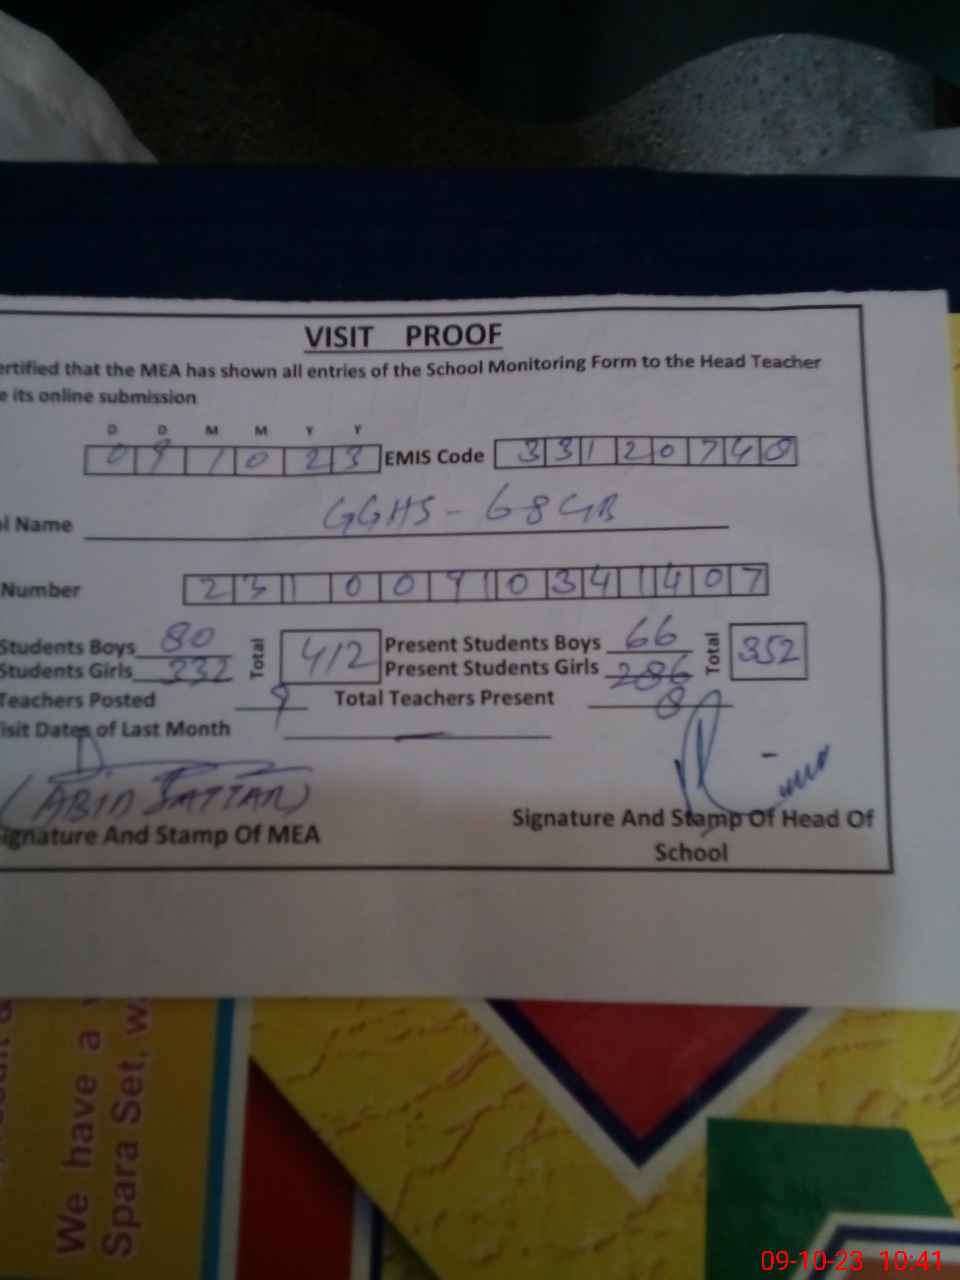 VISIT PROOF
ertified that the MEA has shown all entries of the School Monitoring Form to the Head Teacher
e its online submission
D D M M Y Y
0 9 1 0 2 3 EMIS Code 3 3 1 2 0 7 4 0
l Name GGHS - 68 GB
Number 2 3 1 0 0 9 1 0 3 4 1 4 0 7
Students Boys 80 Total 412 Present Students Boys 66 Total 352
Students Girls 332 Present Students Girls 286
Teachers Posted 9 Total Teachers Present 8
isit Dates of Last Month —
(ABID SATTAR)
ignature And Stamp Of MEA
Signature And Stamp Of Head Of
School
We have a
Spara Set, w
09-10-23 10:41